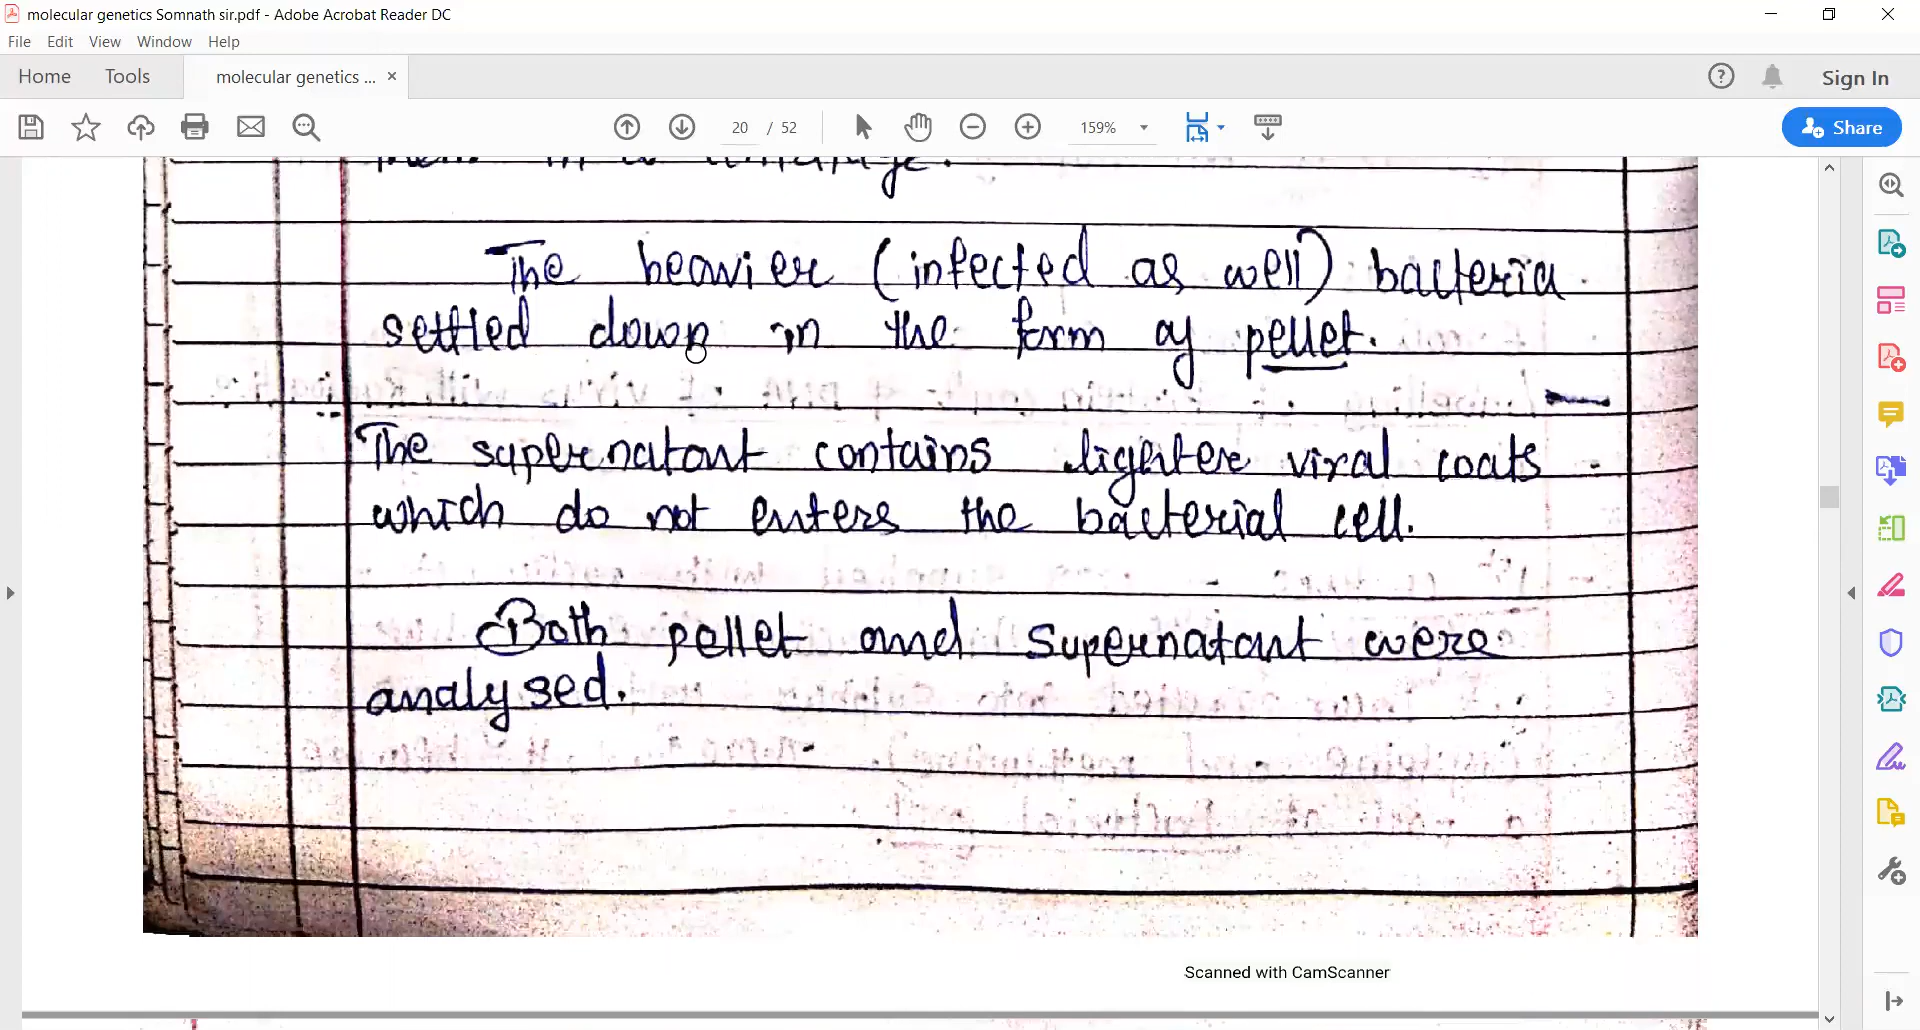 molecular genetics Somnath sir.pdf - Adobe Acrobat Reader DC
File Edit View Window Help
Home Tools molecular genetics ... × Sign In
20 / 52 159% Share
them in a centrifuge.
The heavier (infected as well) bacteria
settled down in the form of pellet.
The supernatant contains lighter viral coats
which do not enters the bacterial cell.
Both pellet and supernatant were
analysed.
Scanned with CamScanner